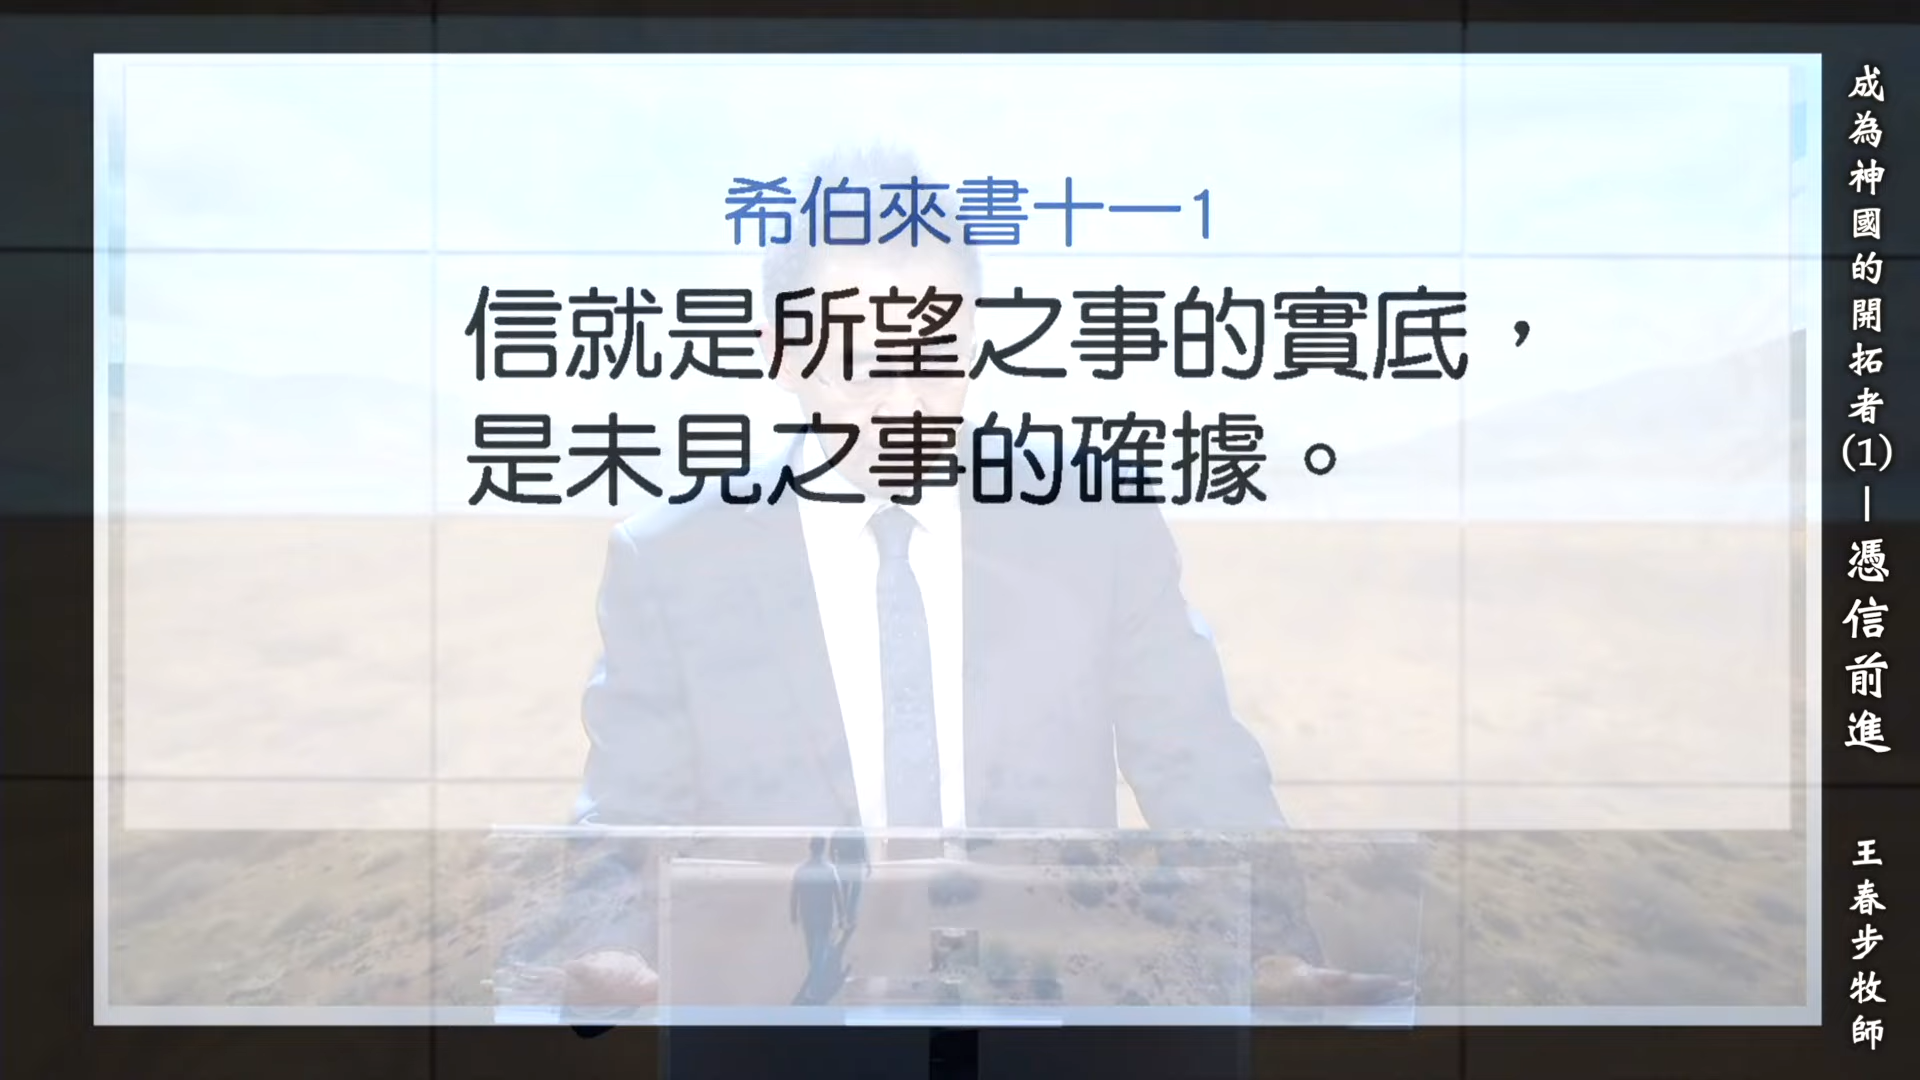 希伯來書十一1
信就是所望之事的實底，
是未見之事的確據。
成為神國的開拓者(1)—憑信前進
王春步牧師